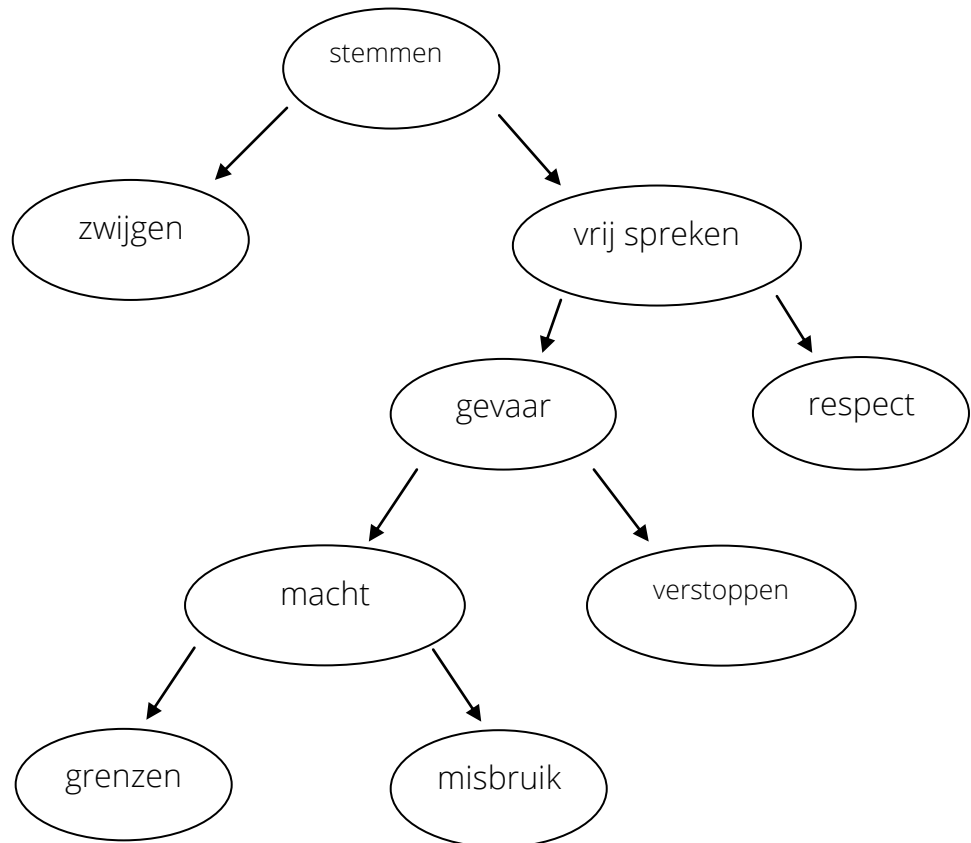 stemmen
zwijgen
vrij spreken
gevaar
respect
macht
verstoppen
grenzen
misbruik